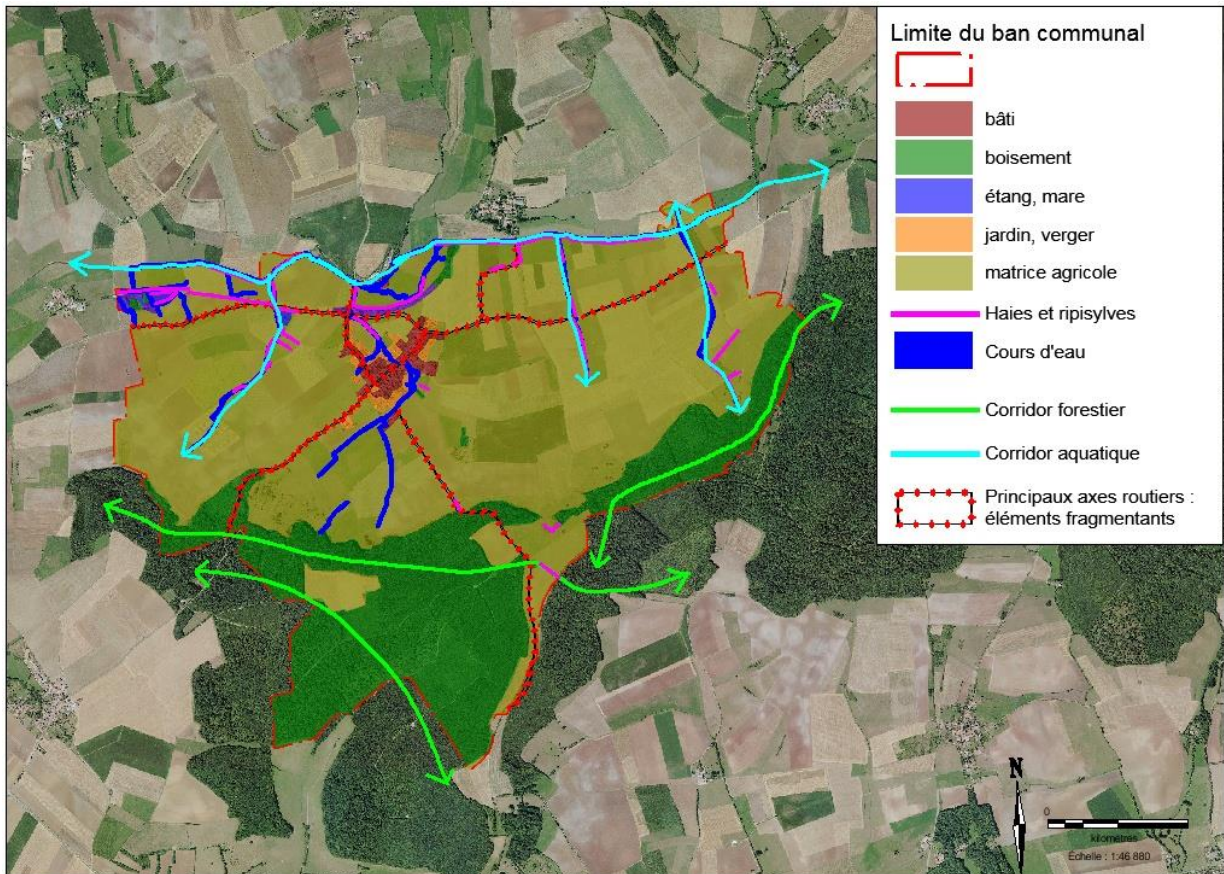 Limite du ban communal
bâti
boisement
étang, mare
jardin, verger
matrice agricole
Haies et ripisylves
Cours d'eau
Corridor forestier
Corridor aquatique
Principaux axes routiers :
éléments fragmentants
N
0
kilomètres
Échelle : 1:46 880